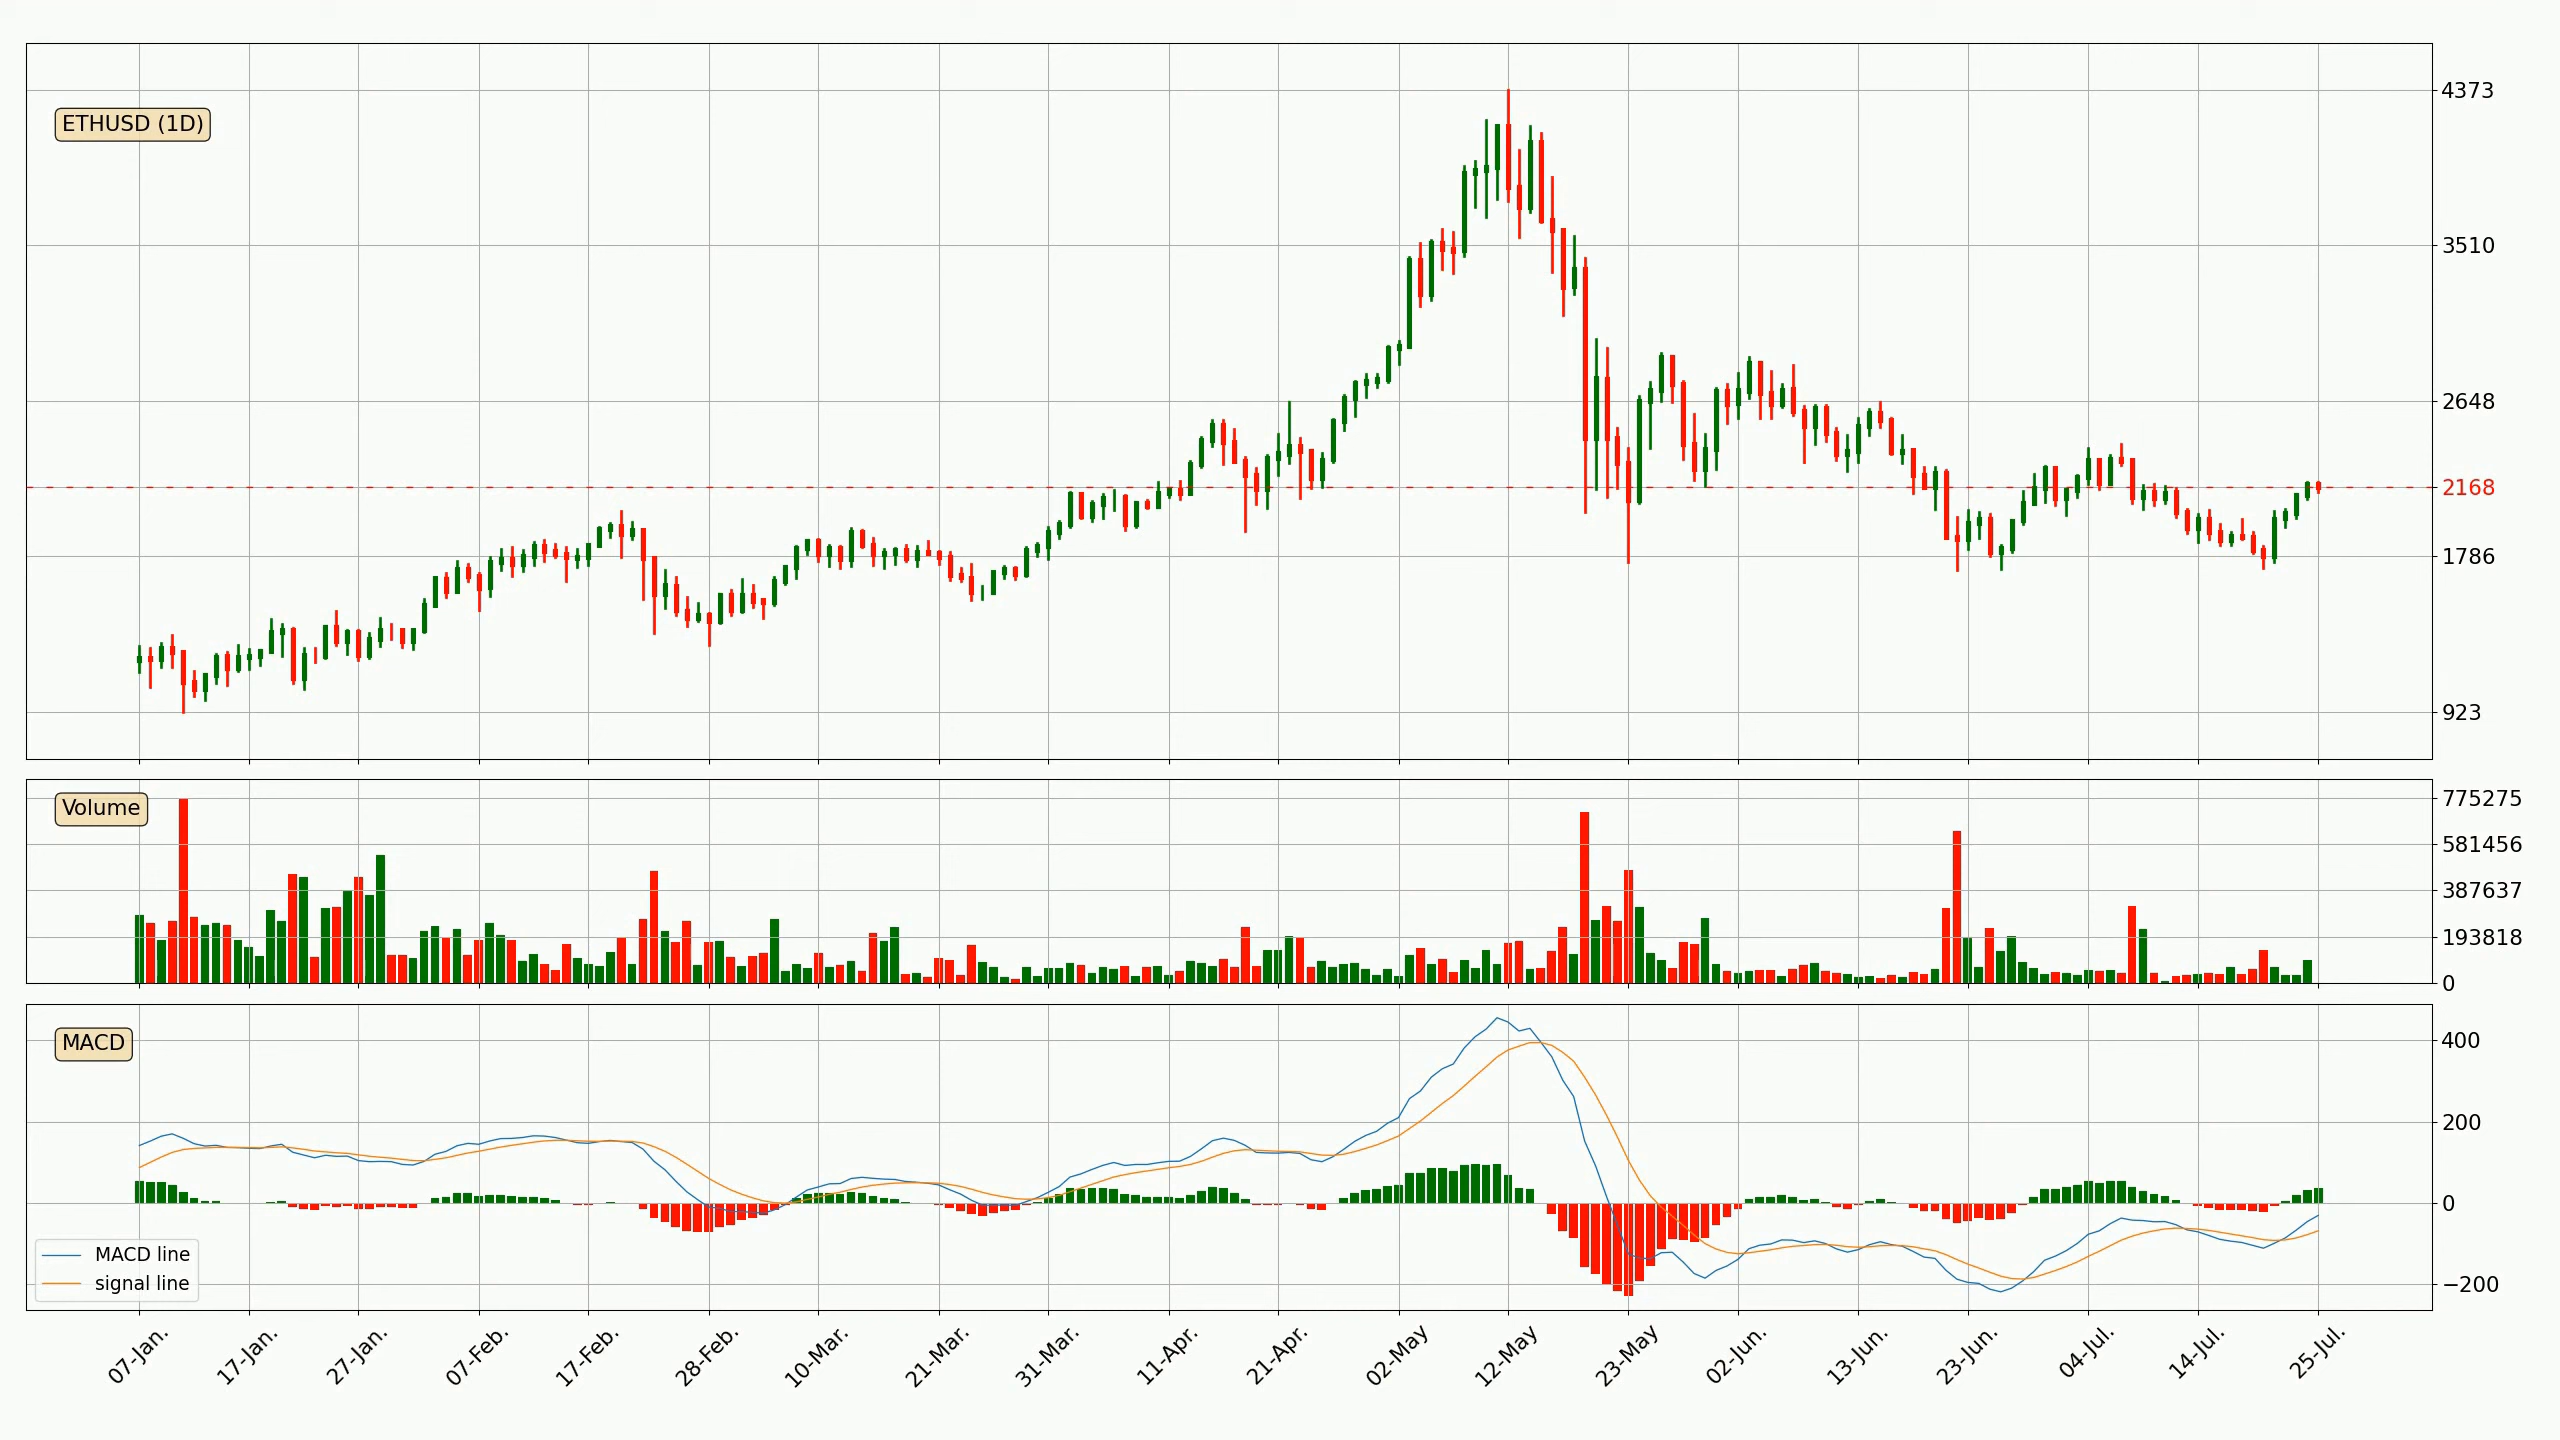 ETHUSD (1D)
4373
3510
2648
2168
1786
923
Volume
775275
581456
387637
193818
0
MACD
400
200
0
−200
MACD line
signal line
07-Jan.
17-Jan.
27-Jan.
07-Feb.
17-Feb.
28-Feb.
10-Mar.
21-Mar.
31-Mar.
11-Apr.
21-Apr.
02-May
12-May
23-May
02-Jun.
13-Jun.
23-Jun.
04-Jul.
14-Jul.
25-Jul.